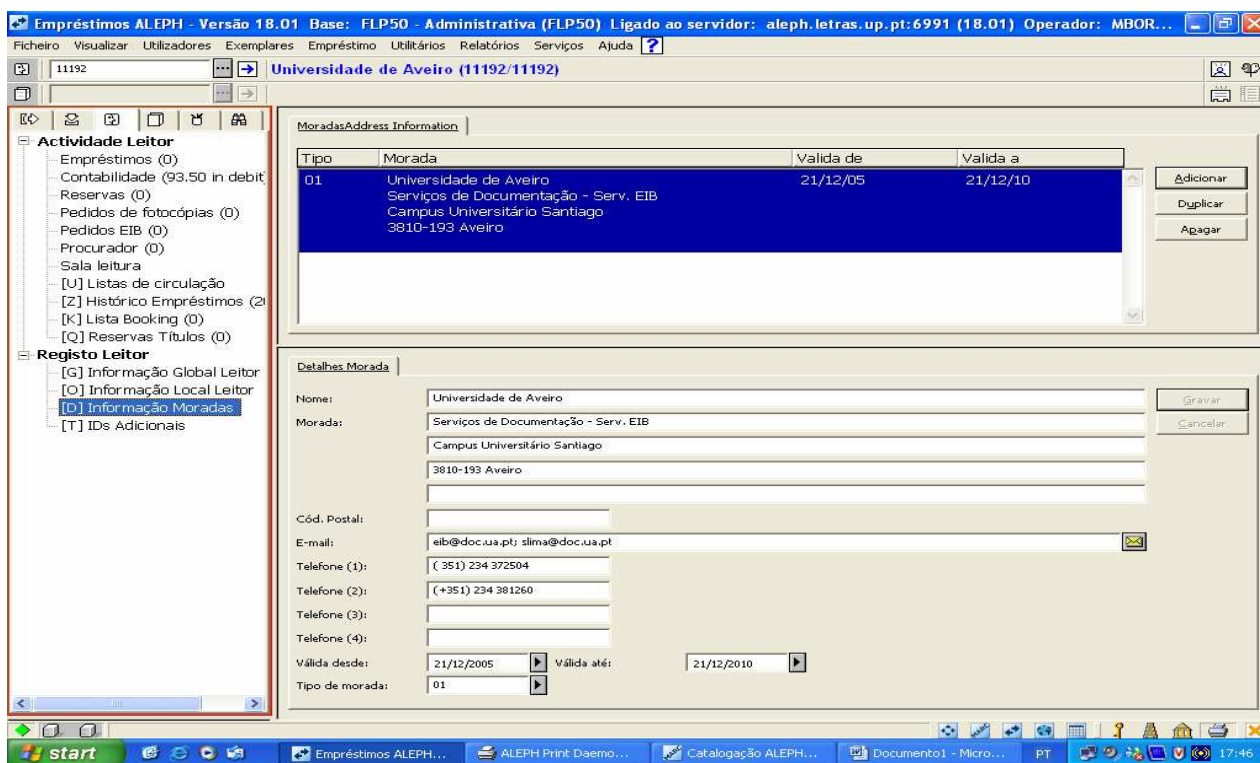 Empréstimos ALEPH - Versão 18.01 Base: FLP50 - Administrativa (FLP50) Ligado ao servidor: aleph.letras.up.pt:6991 (18.01) Operador: MBOR...
Ficheiro Visualizar Utilizadores Exemplares Empréstimo Utilitários Relatórios Serviços Ajuda ?
11192 ... Universidade de Aveiro (11192/11192)
...
Actividade Leitor
Empréstimos (0)
Contabilidade (93.50 in debit
Reservas (0)
Pedidos de fotocópias (0)
Pedidos EIB (0)
Procurador (0)
Sala leitura
[U] Listas de circulação
[Z] Histórico Empréstimos (2
[K] Lista Booking (0)
[Q] Reservas Títulos (0)
Registo Leitor
[G] Informação Global Leitor
[O] Informação Local Leitor
[D] Informação Moradas
[T] IDs Adicionais
MoradasAddress Information
Tipo Morada Valida de Valida a
01 Universidade de Aveiro 21/12/05 21/12/10
Serviços de Documentação - Serv. EIB
Campus Universitário Santiago
3810-193 Aveiro
Adicionar
Duplicar
Apagar
Detalhes Morada
Nome: Universidade de Aveiro
Morada: Serviços de Documentação - Serv. EIB
Campus Universitário Santiago
3810-193 Aveiro
Cód. Postal:
E-mail: eib@doc.ua.pt; slima@doc.ua.pt
Telefone (1): ( 351) 234 372504
Telefone (2): (+351) 234 381260
Telefone (3):
Telefone (4):
Válida desde: 21/12/2005 Válida até: 21/12/2010
Tipo de morada: 01
Gravar
Cancelar
start Empréstimos ALEPH... ALEPH Print Daemo... Catalogação ALEPH... Documento1 - Micro... PT 17:46